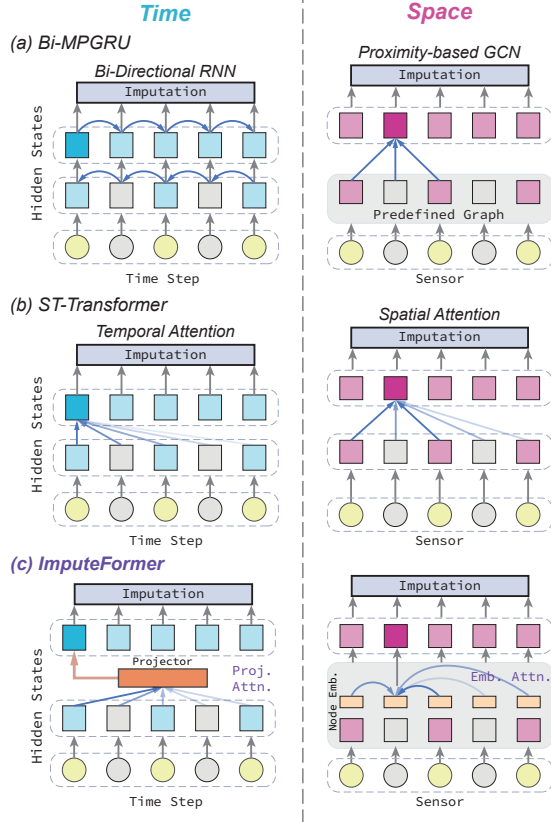 Time
Space
(a) Bi-MPGRU
Bi-Directional RNN
Imputation
Hidden States
Time Step
Proximity-based GCN
Imputation
Predefined Graph
Sensor
(b) ST-Transformer
Temporal Attention
Imputation
Hidden States
Time Step
Spatial Attention
Imputation
Sensor
(c) ImputeFormer
Imputation
Projector
Proj.
Attn.
Hidden States
Time Step
Imputation
Emb. Attn.
Node Emb.
Sensor